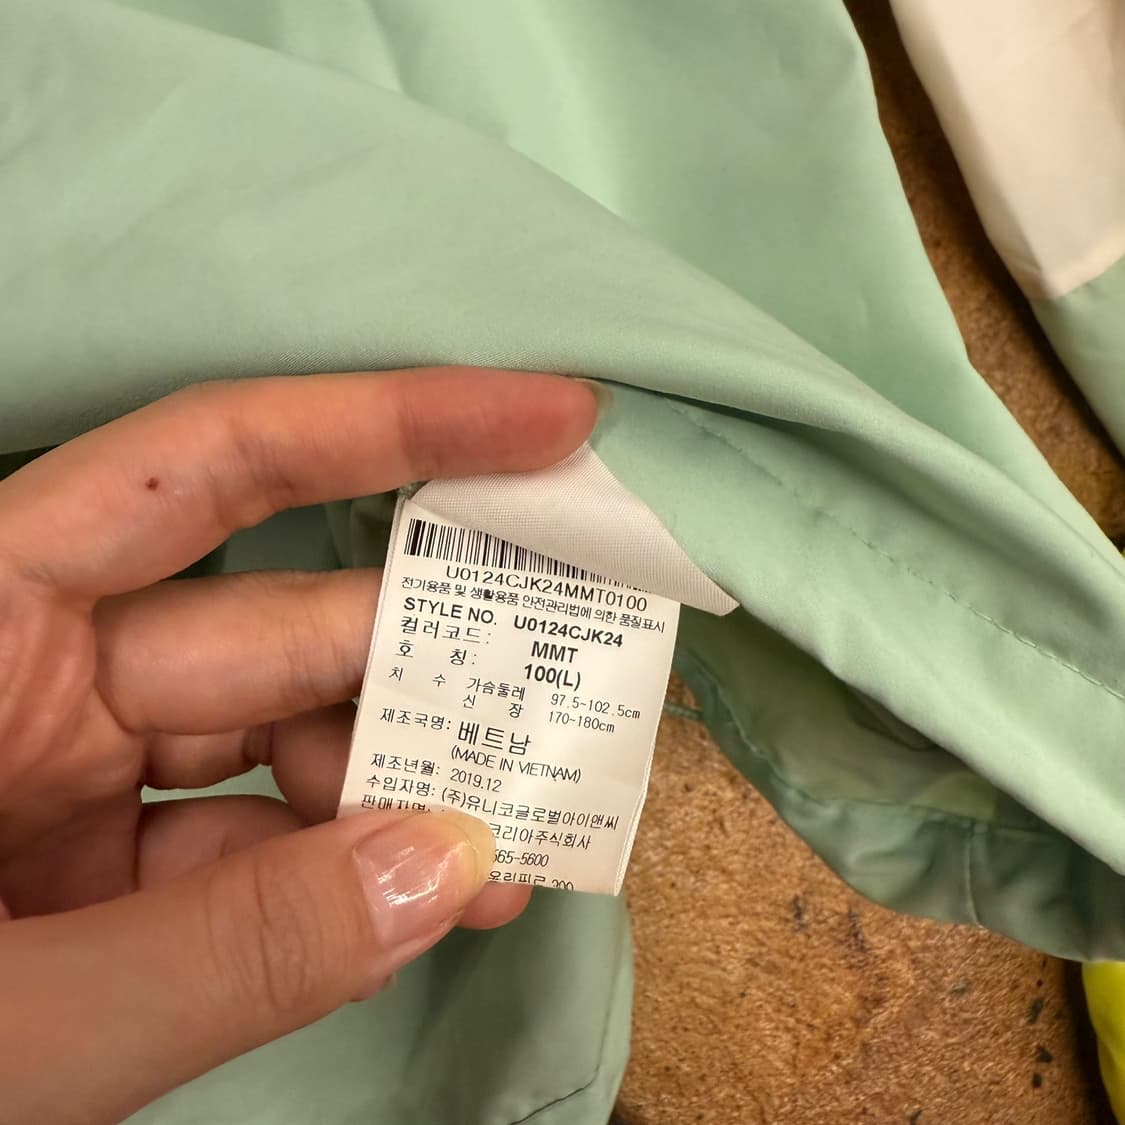 U0124CJK24MMT0100
전기용품 및 생활용품 안전관리법에 의한 품질표시
STYLE NO. U0124CJK24
컬러코드: MMT
호 칭: 100(L)
치 수 가슴둘레 97.5~102.5cm
신 장 170~180cm
제조국명: 베트남
(MADE IN VIETNAM)
제조년월: 2019.12
수입자명: (주)유니코글로벌아이앤씨
판매자명: 코리아주식회사
565-5600